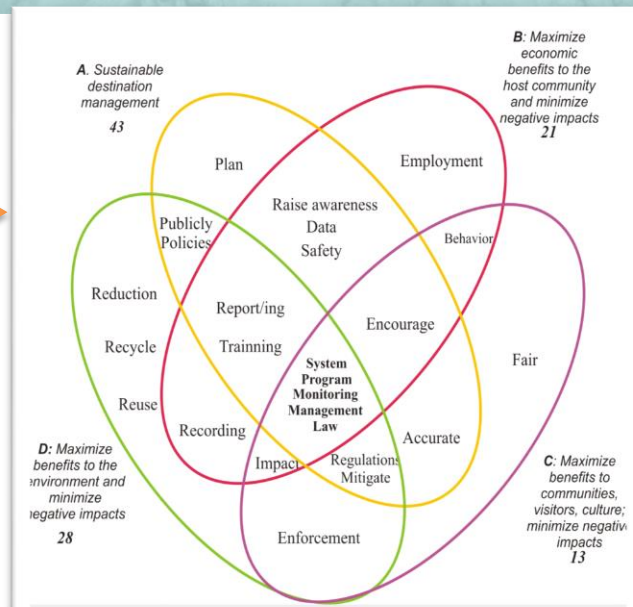 A. Sustainable
destination
management
43
B: Maximize
economic
benefits to the
host community
and minimize
negative impacts
21
Plan
Employment
Raise awareness
Data
Safety
Publicly
Policies
Behavior
Reduction
Report/ing
Encourage
Recycle
Trainning
Fair
System
Program
Monitoring
Management
Law
Reuse
Recording
Accurate
Impact
Regulations
Mitigate
Enforcement
D: Maximize
benefits to the
nvironment and
minimize
negative impacts
28
C: Maximize
benefits to
communities,
visitors, culture;
minimize negativ
impacts
13